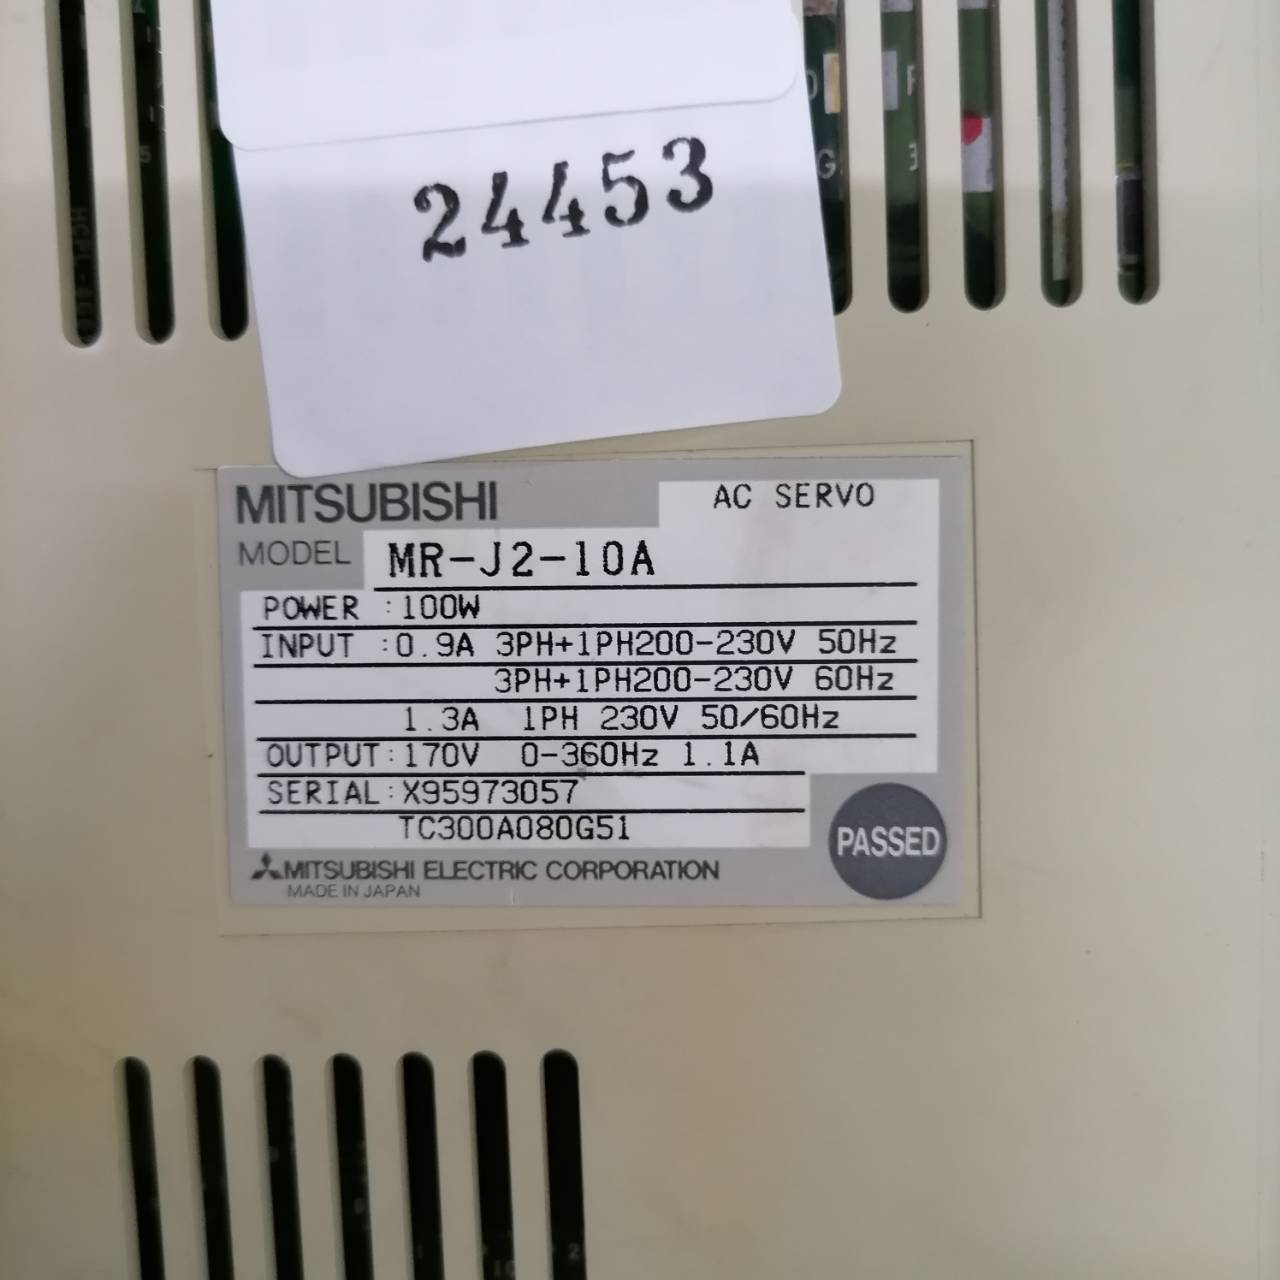 24453
MITSUBISHI
AC SERVO
MODEL MR-J2-10A
POWER :100W
INPUT :0.9A 3PH+1PH200-230V 50Hz
3PH+1PH200-230V 60Hz
1.3A 1PH 230V 50/60Hz
OUTPUT:170V 0-360Hz 1.1A
SERIAL:X95973057
TC300A080G51
PASSED
MITSUBISHI ELECTRIC CORPORATION
MADE IN JAPAN